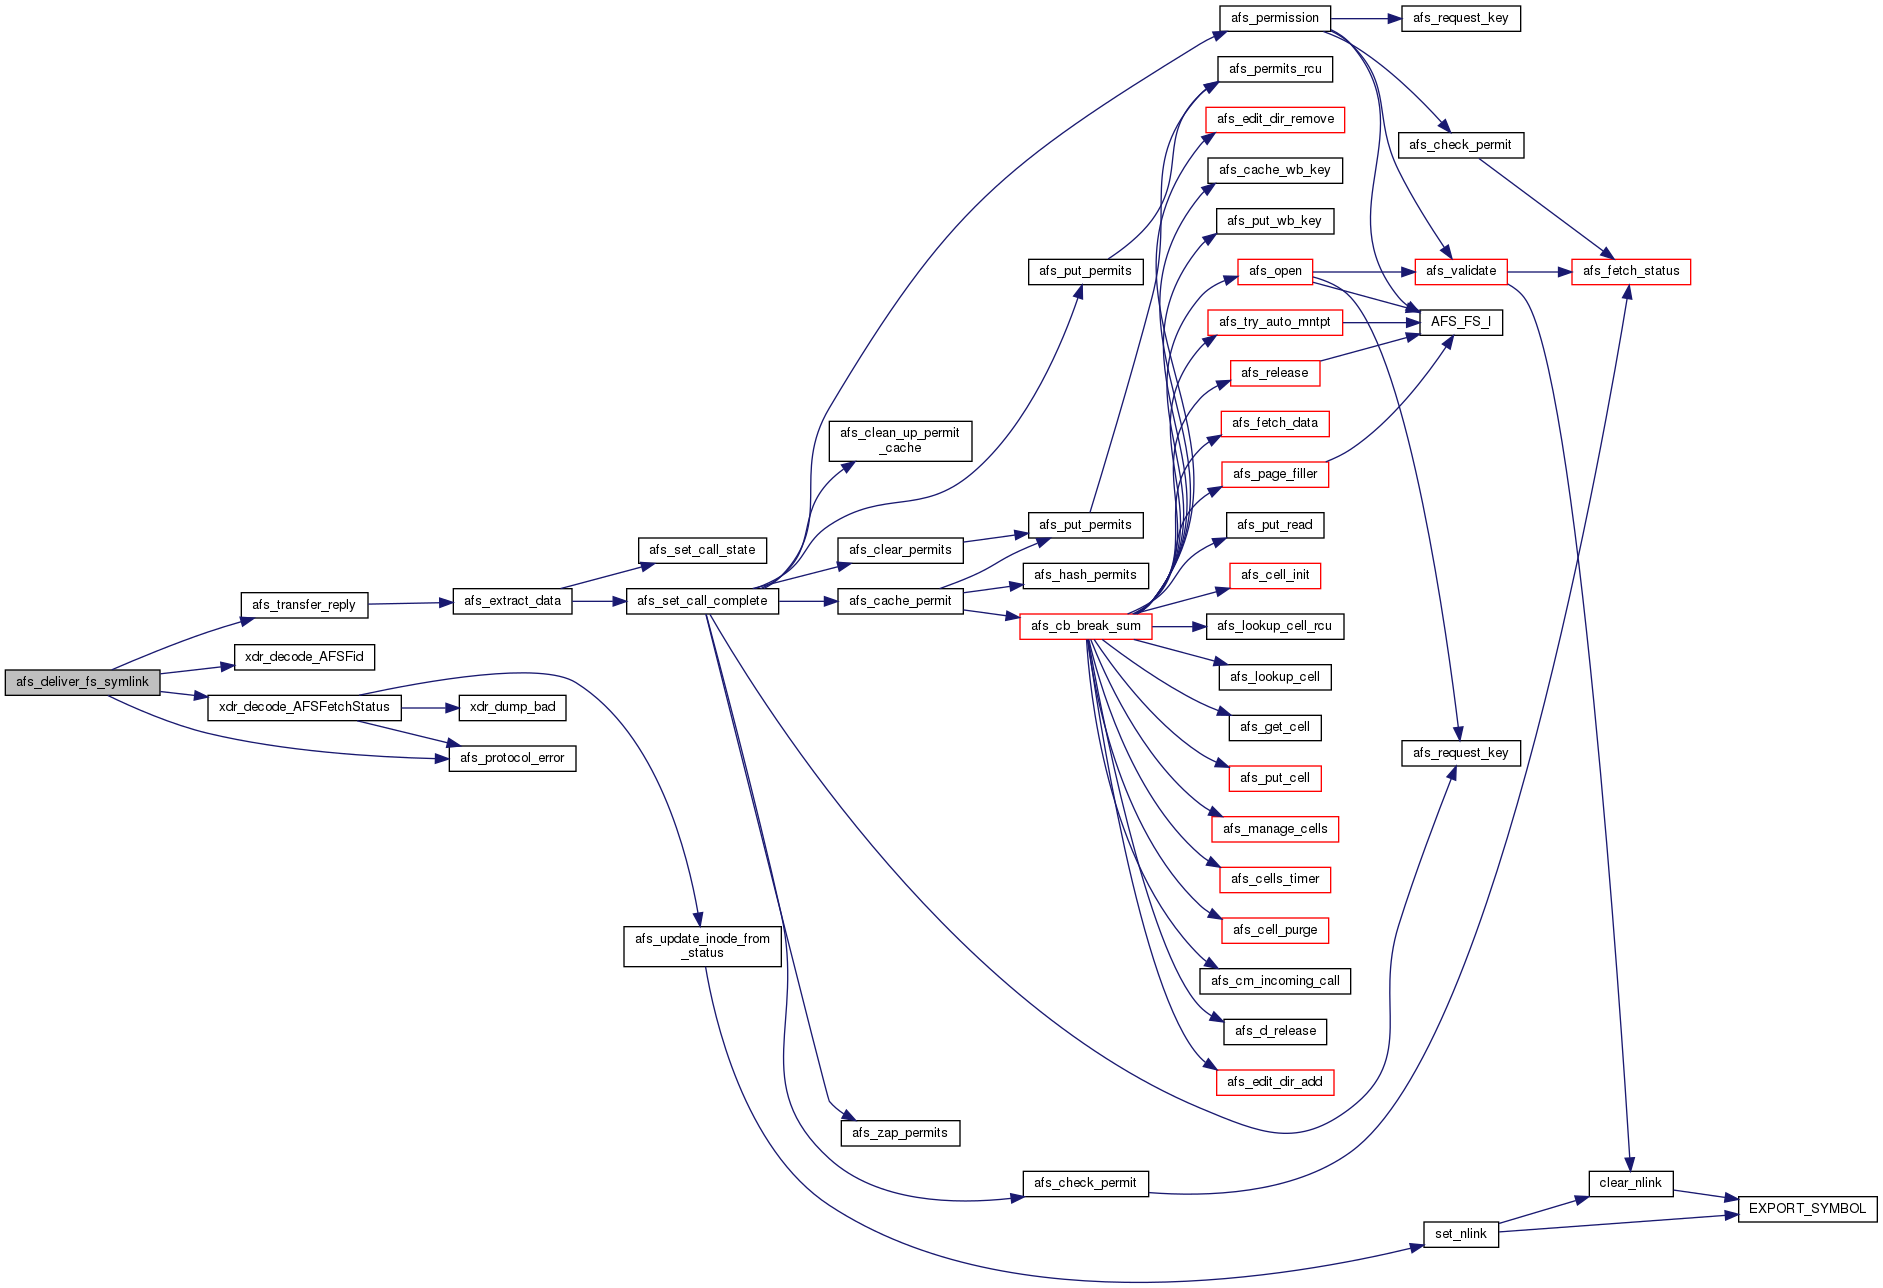 afs_permission
afs_request_key
afs_permits_rcu
afs_edit_dir_remove
afs_check_permit
afs_cache_wb_key
afs_put_wb_key
afs_put_permits
afs_open
afs_validate
afs_fetch_status
afs_try_auto_mntpt
AFS_FS_I
afs_release
afs_clean_up_permit
_cache
afs_fetch_data
afs_page_filler
afs_put_permits
afs_put_read
afs_set_call_state
afs_clear_permits
afs_hash_permits
afs_cell_init
afs_transfer_reply
afs_extract_data
afs_set_call_complete
afs_cache_permit
afs_cb_break_sum
afs_lookup_cell_rcu
xdr_decode_AFSFid
afs_deliver_fs_symlink
afs_lookup_cell
xdr_decode_AFSFetchStatus
xdr_dump_bad
afs_get_cell
afs_protocol_error
afs_put_cell
afs_request_key
afs_manage_cells
afs_cells_timer
afs_cell_purge
afs_update_inode_from
_status
afs_cm_incoming_call
afs_d_release
afs_edit_dir_add
afs_zap_permits
afs_check_permit
clear_nlink
EXPORT_SYMBOL
set_nlink